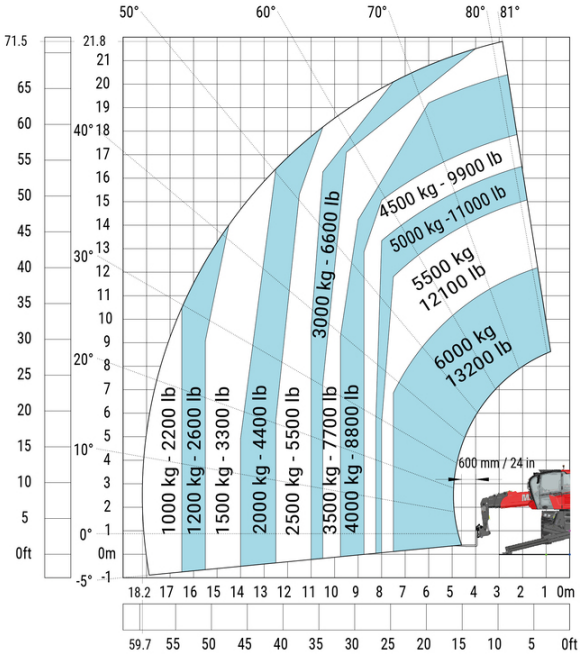 50° 60° 70° 80° 81°
71.5 21.8
21
65 20
19
60 40° 18
17
55 16
50 15
14
45 13
30° 12
40 11
35 10
9
30 8
20° 7
25 6
20 5
10° 4
15 3
10 2
5 0° 1
0ft 0m
-5° -1
1000 kg - 2200 lb
1200 kg - 2600 lb
1500 kg - 3300 lb
2000 kg - 4400 lb
2500 kg - 5500 lb
3000 kg - 6600 lb
3500 kg - 7700 lb
4000 kg - 8800 lb
4500 kg - 9900 lb
5000 kg -11000 lb
5500 kg
12100 lb
6000 kg
13200 lb
600 mm / 24 in
18.2 17 16 15 14 13 12 11 10 9 8 7 6 5 4 3 2 1 0m
59.7 55 50 45 40 35 30 25 20 15 10 5 0ft